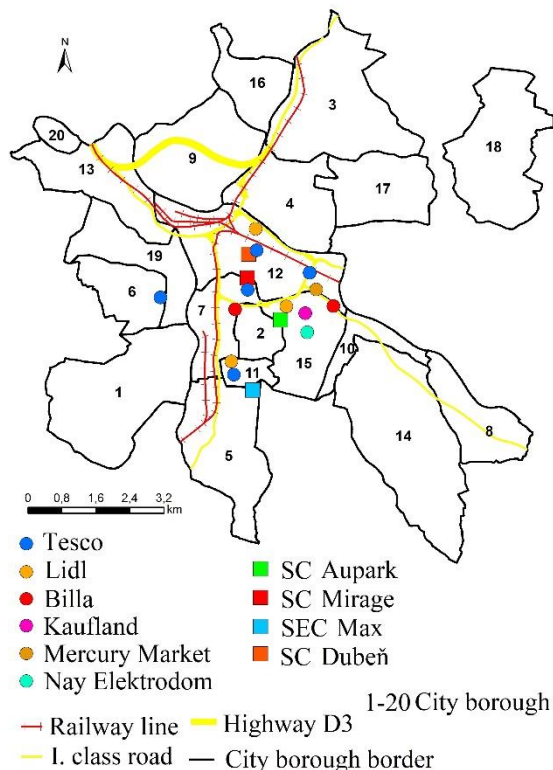 N
16
3
20
9
18
13
17
4
19
12
6
7
2
10
15
1
11
14
8
5
0 0,8 1,6 2,4 3,2
km
Tesco
Lidl
SC Aupark
Billa
SC Mirage
Kaufland
SEC Max
Mercury Market
SC Dubeň
Nay Elektrodom
1-20 City borough
Railway line
Highway D3
I. class road
City borough border